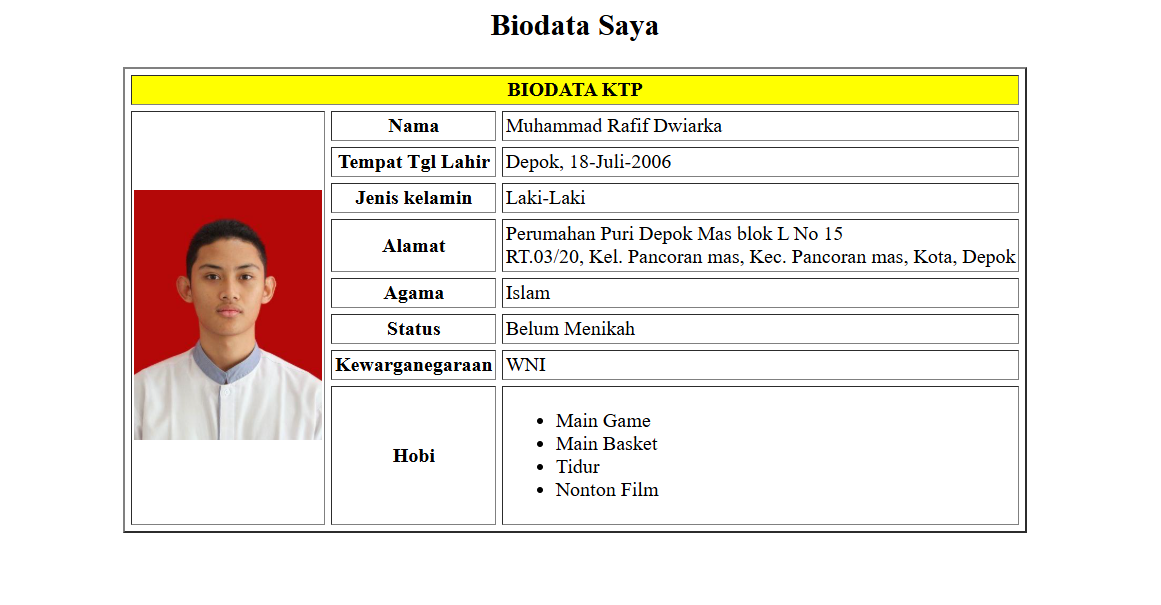 Biodata Saya
BIODATA KTP
Nama
Muhammad Rafif Dwiarka
Tempat Tgl Lahir
Depok, 18-Juli-2006
Jenis kelamin
Laki-Laki
Alamat
Perumahan Puri Depok Mas blok L No 15
RT.03/20, Kel. Pancoran mas, Kec. Pancoran mas, Kota, Depok
Agama
Islam
Status
Belum Menikah
Kewarganegaraan
WNI
Hobi
Main Game
Main Basket
Tidur
Nonton Film